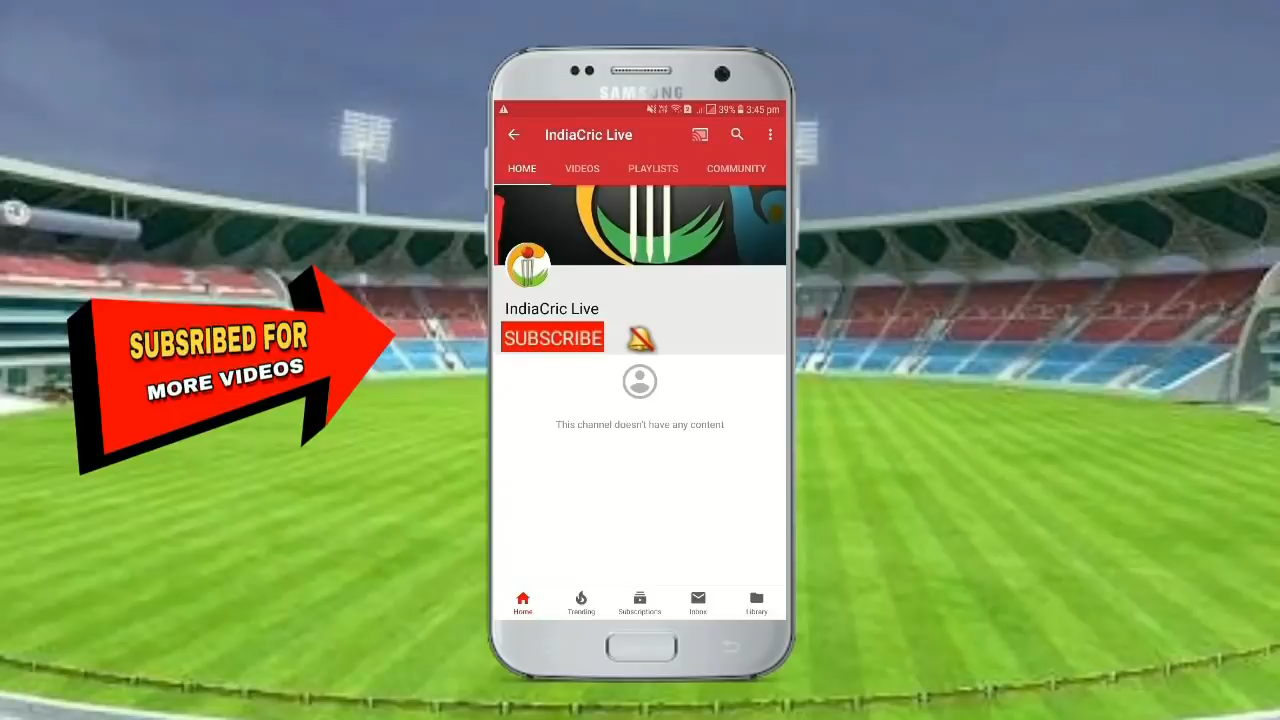 SAMSUNG
39% 3:45 pm
IndiaCric Live
HOME VIDEOS PLAYLISTS COMMUNITY
IndiaCric Live
SUBSCRIBE
This channel doesn't have any content
Home Trending Subscriptions Inbox Library
SUBSRIBED FOR
MORE VIDEOS